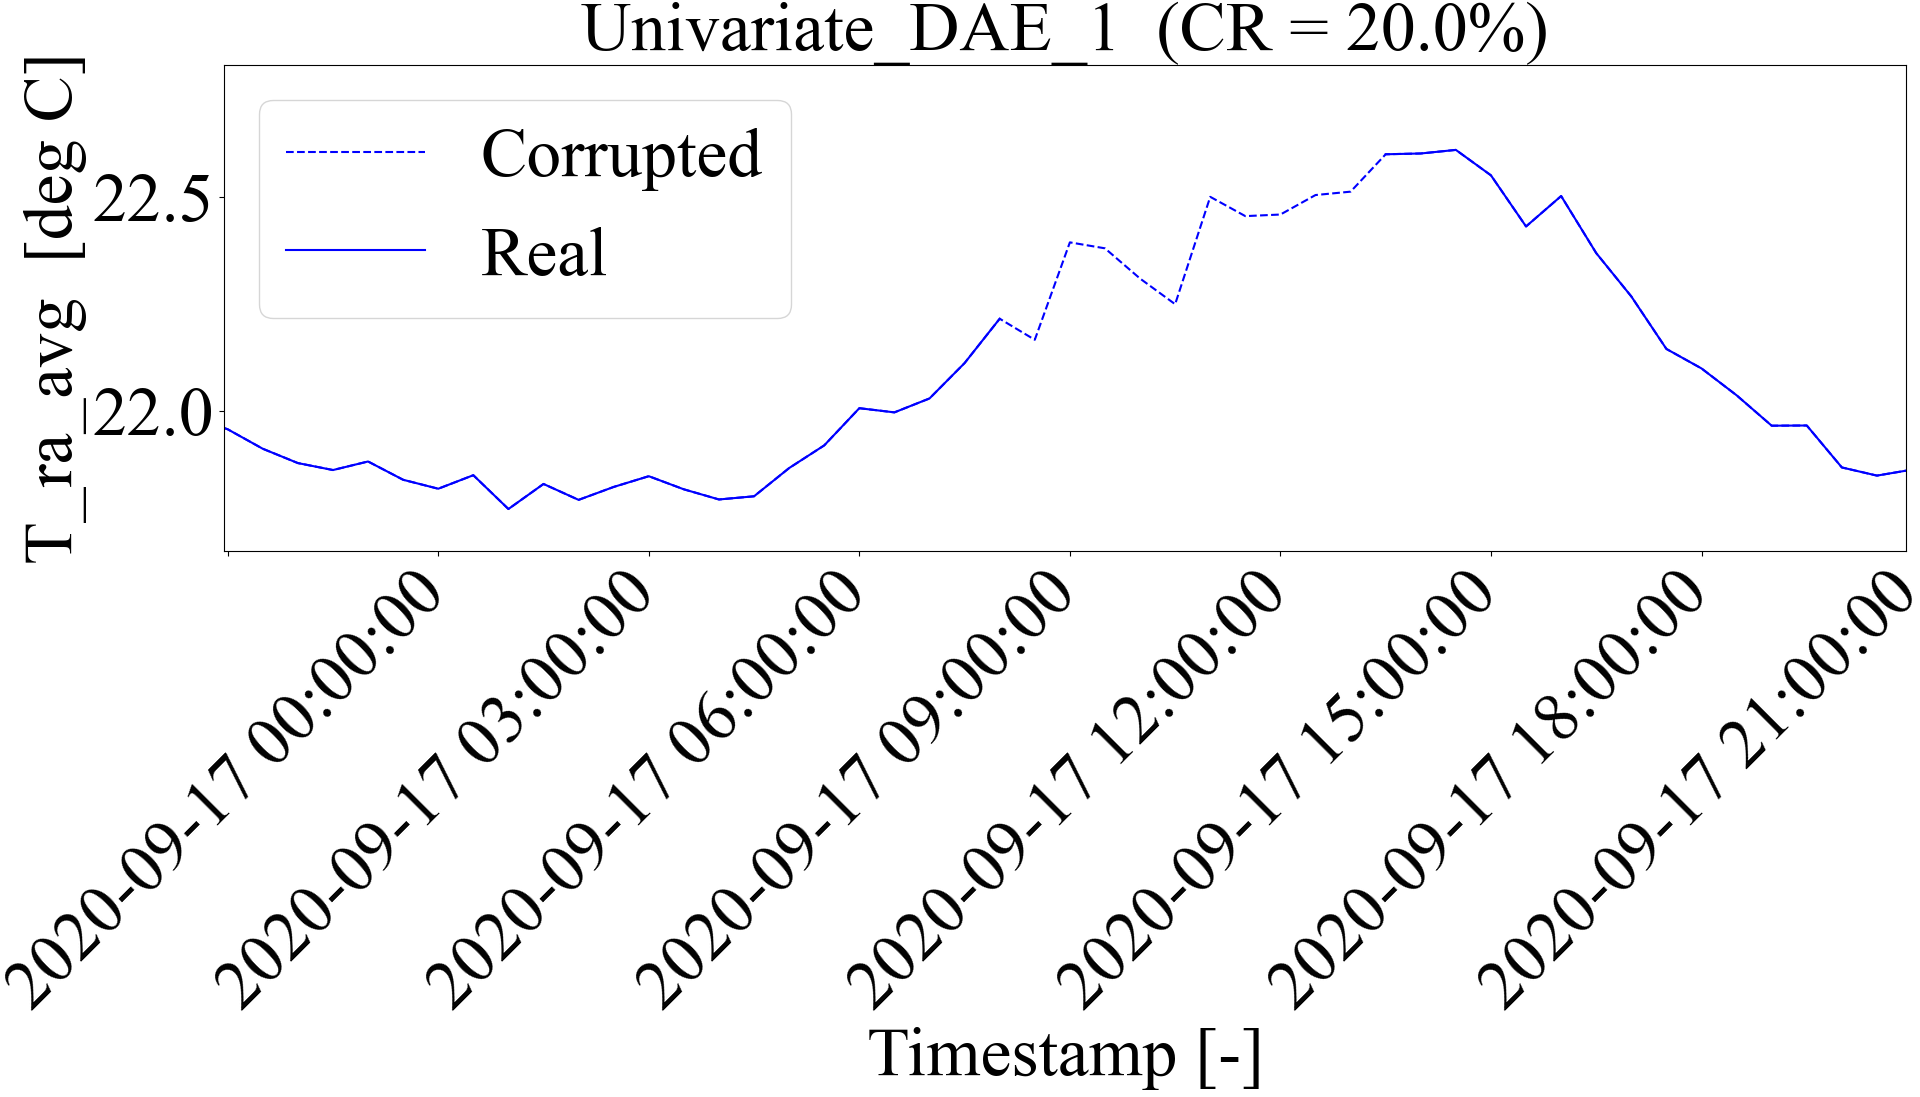 Univariate_DAE_1 (CR = 20.0%)
T_ra_avg [deg C]
22.5
22.0
Corrupted
Real
2020-09-17 00:00:00
2020-09-17 03:00:00
2020-09-17 06:00:00
2020-09-17 09:00:00
2020-09-17 12:00:00
2020-09-17 15:00:00
2020-09-17 18:00:00
2020-09-17 21:00:00
Timestamp [-]